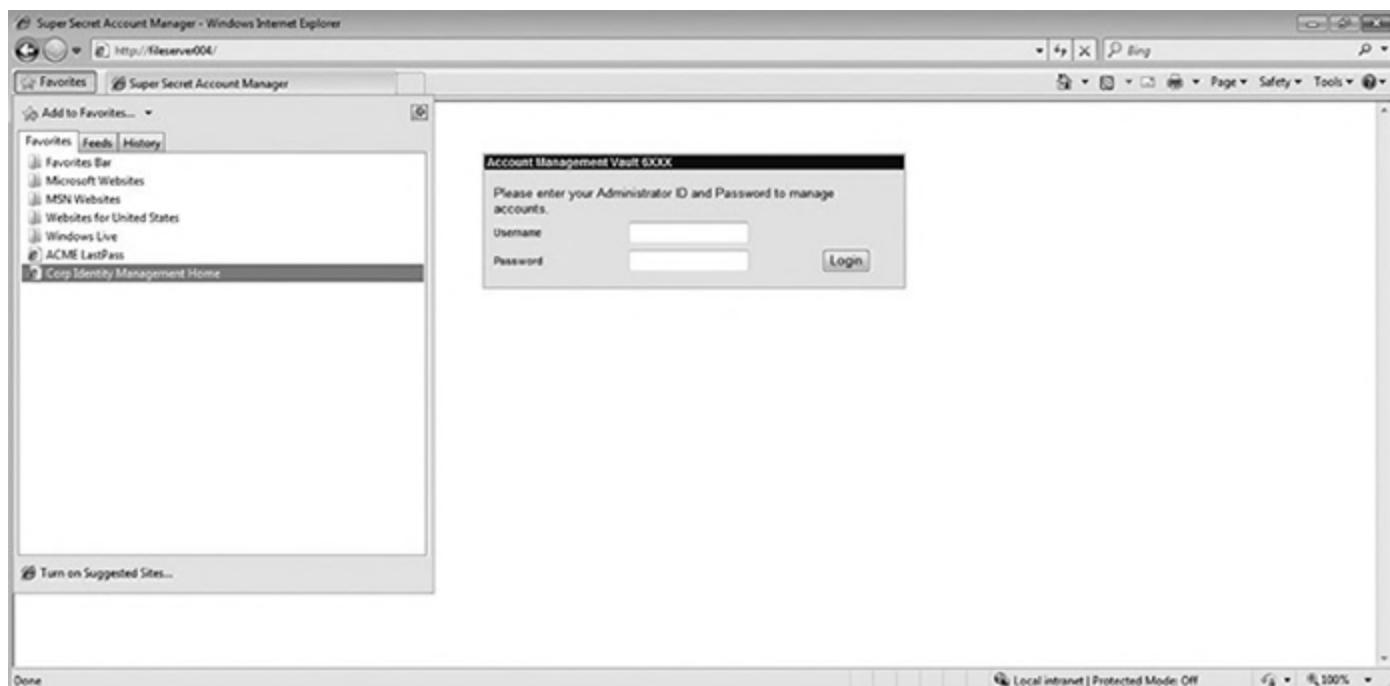 Super Secret Account Manager - Windows Internet Explorer
http://fileserver004/
Bing
Favorites
Super Secret Account Manager
Page
Safety
Tools
Add to Favorites...
Favorites Feeds History
Favorites Bar
Microsoft Websites
MSN Websites
Websites for United States
Windows Live
ACME LastPass
Corp Identity Management Home
Turn on Suggested Sites...
Account Management Vault 6XXX
Please enter your Administrator ID and Password to manage
accounts.
Username
Password
Login
Done
Local intranet | Protected Mode: Off
100%